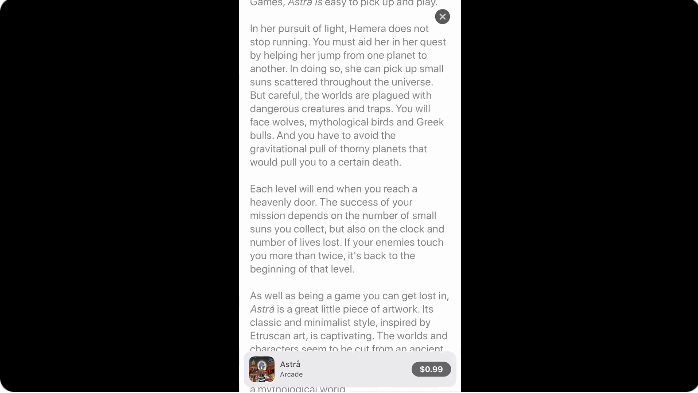 Games, Astrå is easy to pick up and play.
In her pursuit of light, Hemera does not
stop running. You must aid her in her quest
by helping her jump from one planet to
another. In doing so, she can pick up small
suns scattered throughout the universe.
But careful, the worlds are plagued with
dangerous creatures and traps. You will
face wolves, mythological birds and Greek
bulls. And you have to avoid the
gravitational pull of thorny planets that
would pull you to a certain death.
Each level will end when you reach a
heavenly door. The success of your
mission depends on the number of small
suns you collect, but also on the clock and
number of lives lost. If your enemies touch
you more than twice, it's back to the
beginning of that level.
As well as being a game you can get lost in,
Astrå is a great little piece of artwork. Its
classic and minimalist style, inspired by
Etruscan art, is captivating. The worlds and
characters seem to be cut from an ancient
Astrå
Arcade
$0.99
a mythological world